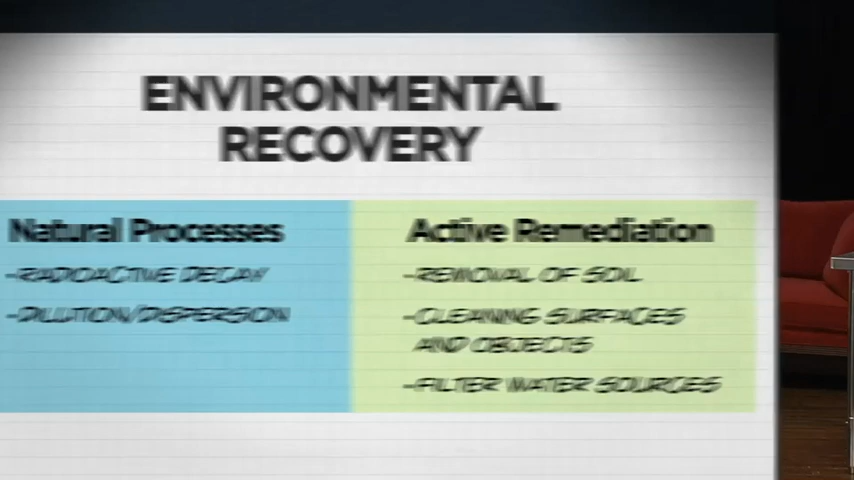 ENVIRONMENTAL
RECOVERY
Natural Processes
-RADIOACTIVE DECAY
-DILUTION/DISPERSION
Active Remediation
-REMOVAL OF SOIL
-CLEANING SURFACES
AND OBJECTS
-FILTER WATER SOURCES